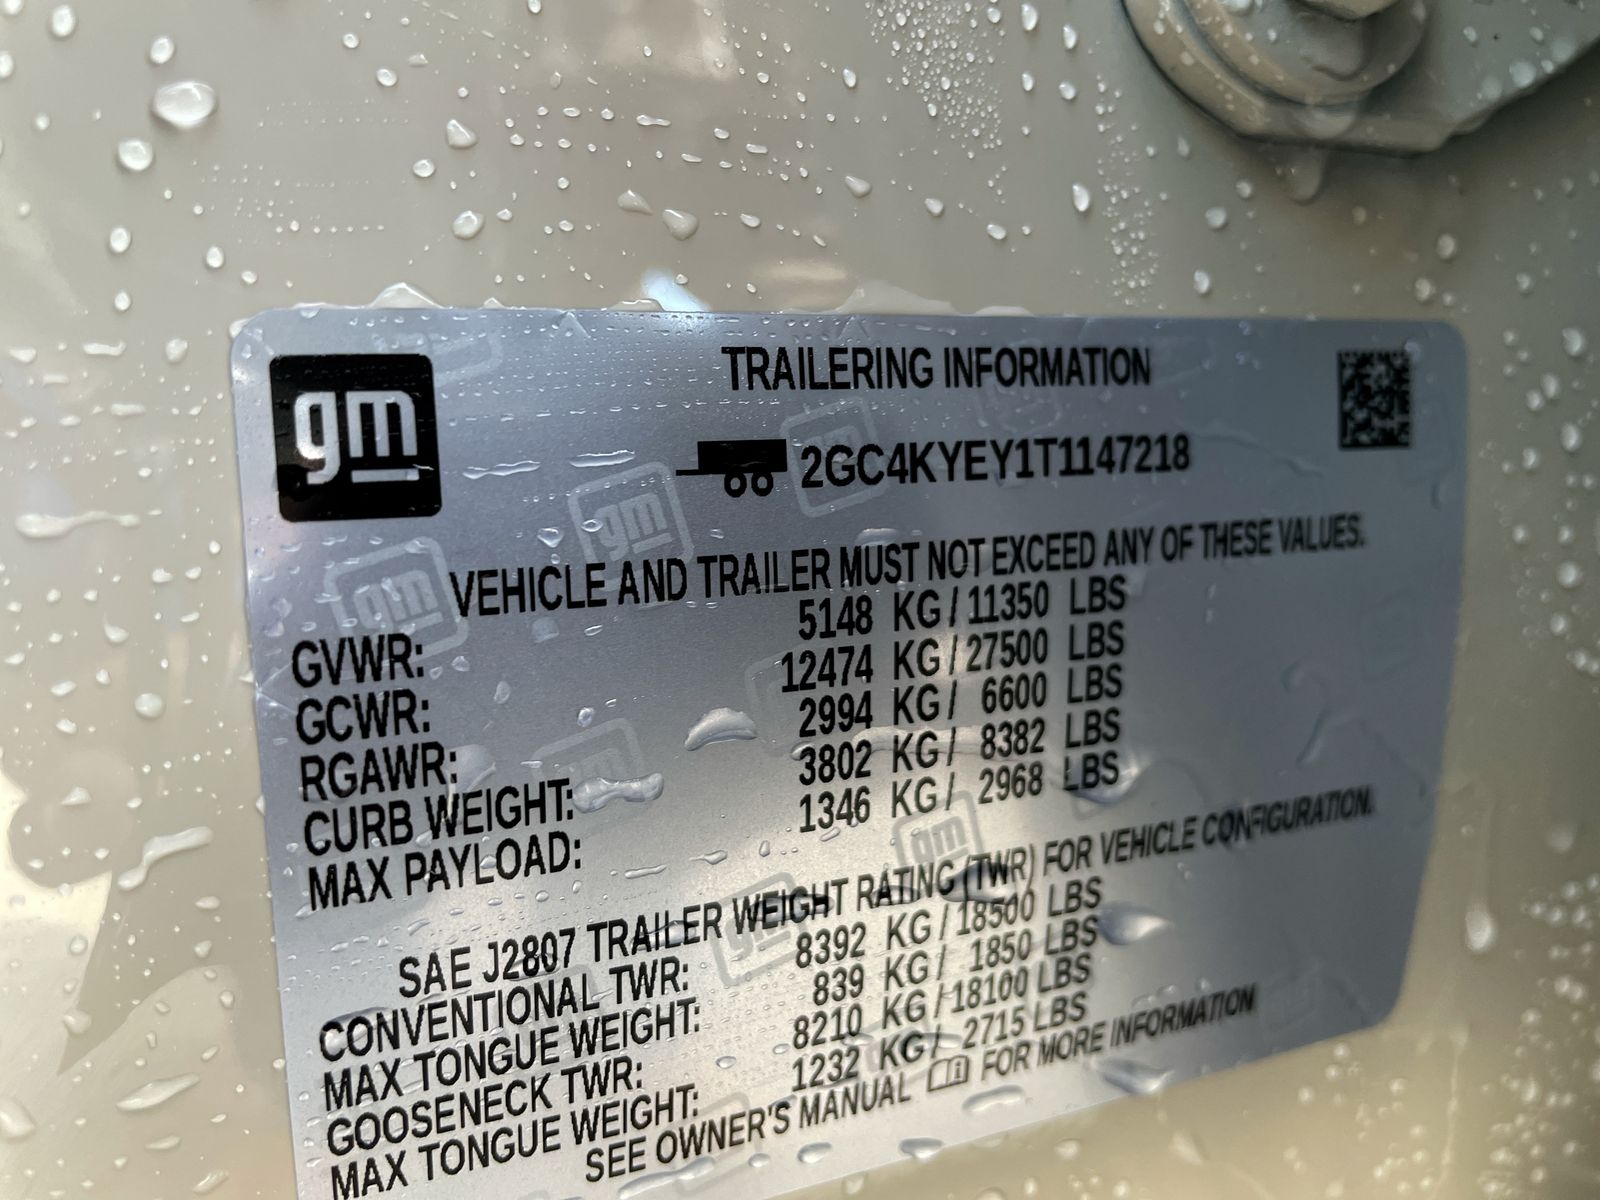 gm
TRAILERING INFORMATION
2GC4KYEY1T1147218
VEHICLE AND TRAILER MUST NOT EXCEED ANY OF THESE VALUES.
GVWR: 5148 KG / 11350 LBS
GCWR: 12474 KG / 27500 LBS
RGAWR: 2994 KG / 6600 LBS
CURB WEIGHT: 3802 KG / 8382 LBS
MAX PAYLOAD: 1346 KG / 2968 LBS
SAE J2807 TRAILER WEIGHT RATING (TWR) FOR VEHICLE CONFIGURATION.
CONVENTIONAL TWR: 8392 KG / 18500 LBS
MAX TONGUE WEIGHT: 839 KG / 1850 LBS
GOOSENECK TWR: 8210 KG / 18100 LBS
MAX TONGUE WEIGHT: 1232 KG / 2715 LBS
SEE OWNER'S MANUAL FOR MORE INFORMATION